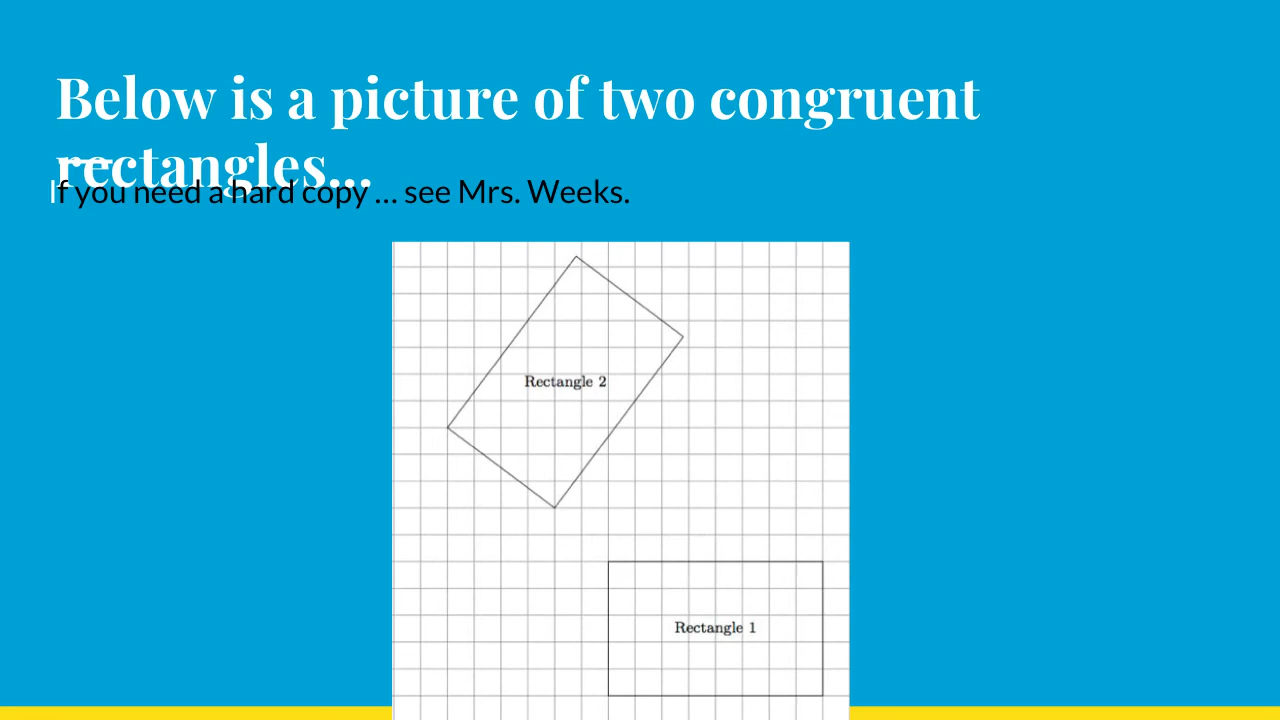 Below is a picture of two congruent
rectangles...
If you need a hard copy ... see Mrs. Weeks.
Rectangle 2
Rectangle 1